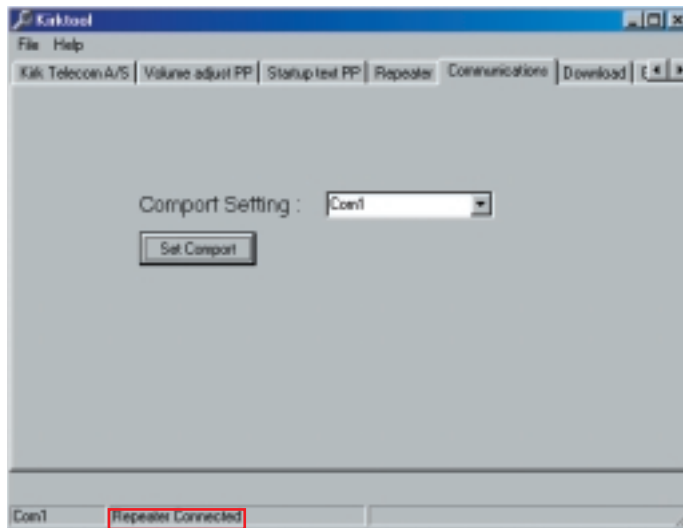 Kirktool
File Help
Kirk Telecom A/S Volume adjust PP Startup text PP Repeater Communications Download
Comport Setting : Com1
Set Comport
Com1 Repeater Connected